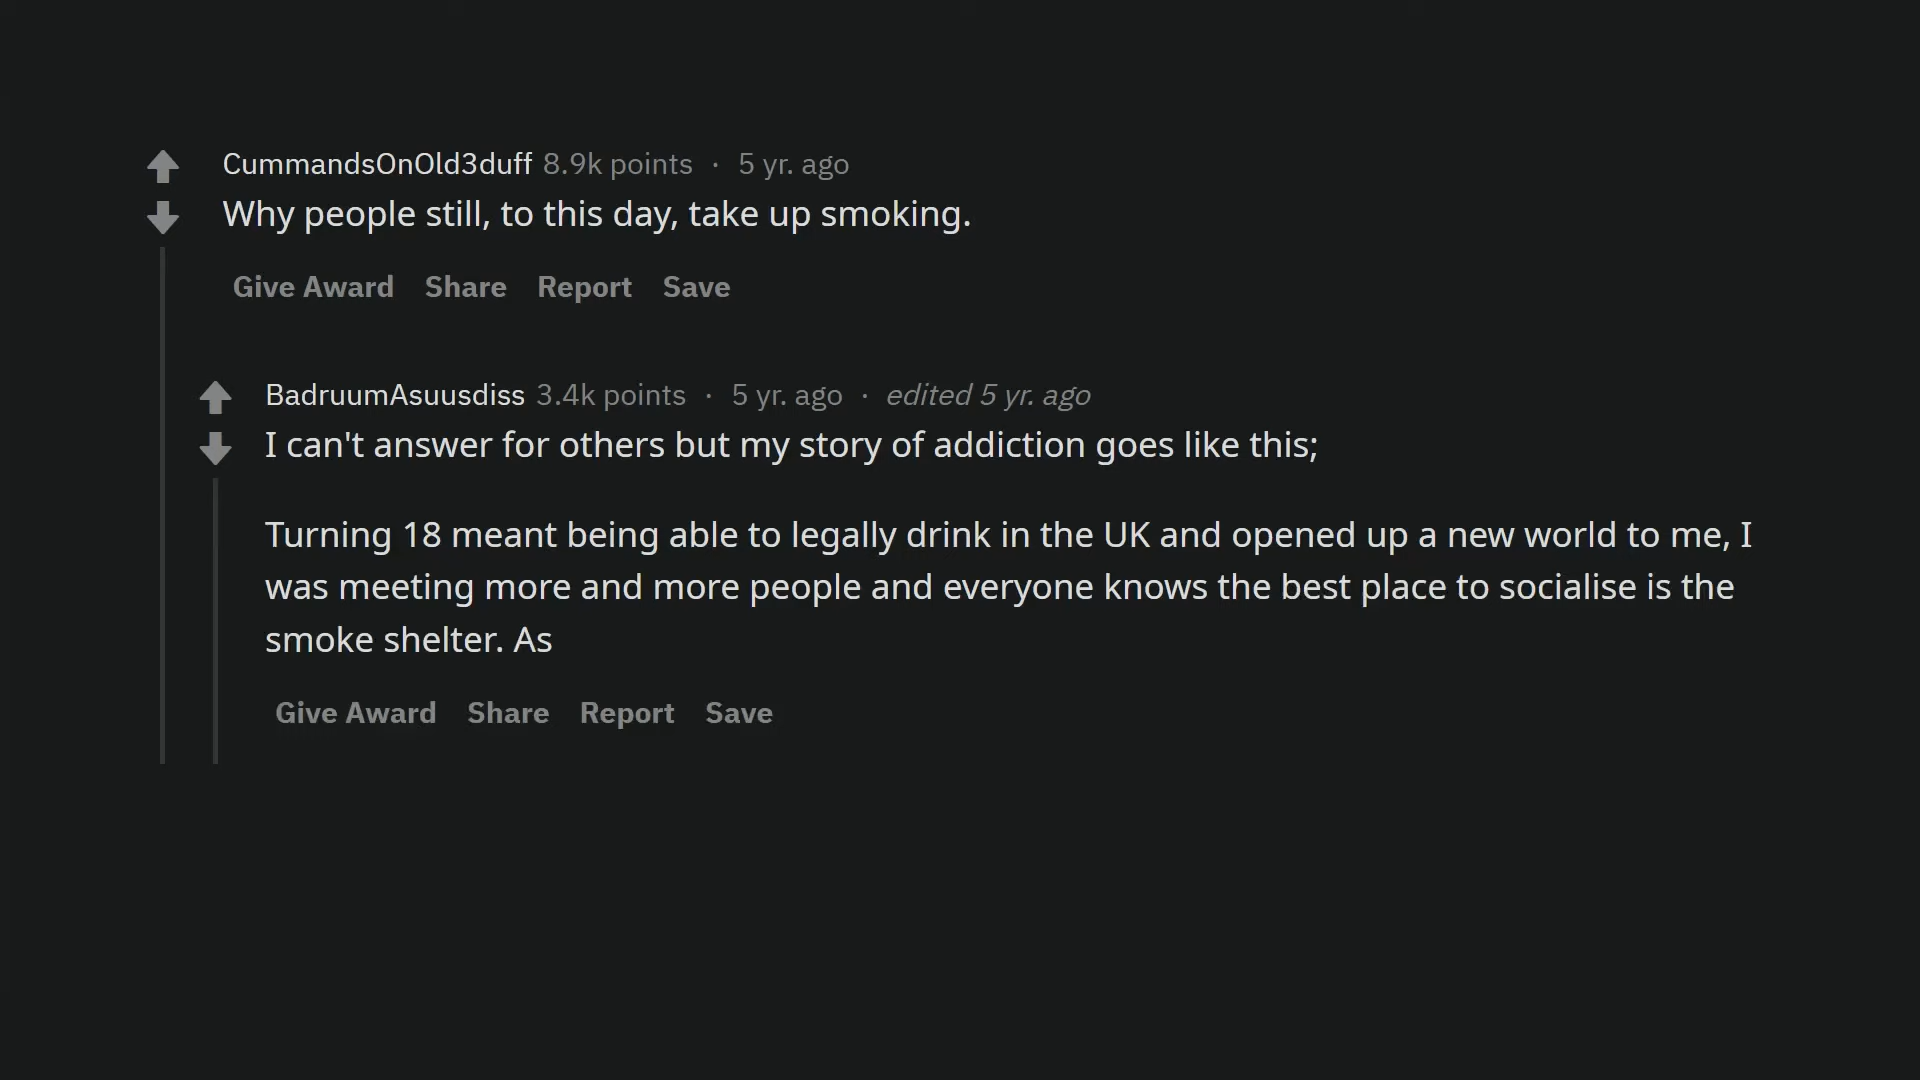 CummandsOnOld3duff 8.9k points · 5 yr. ago
Why people still, to this day, take up smoking.
Give Award Share Report Save
BadruumAsuusdiss 3.4k points · 5 yr. ago · edited 5 yr. ago
I can't answer for others but my story of addiction goes like this;
Turning 18 meant being able to legally drink in the UK and opened up a new world to me, I
was meeting more and more people and everyone knows the best place to socialise is the
smoke shelter. As
Give Award Share Report Save